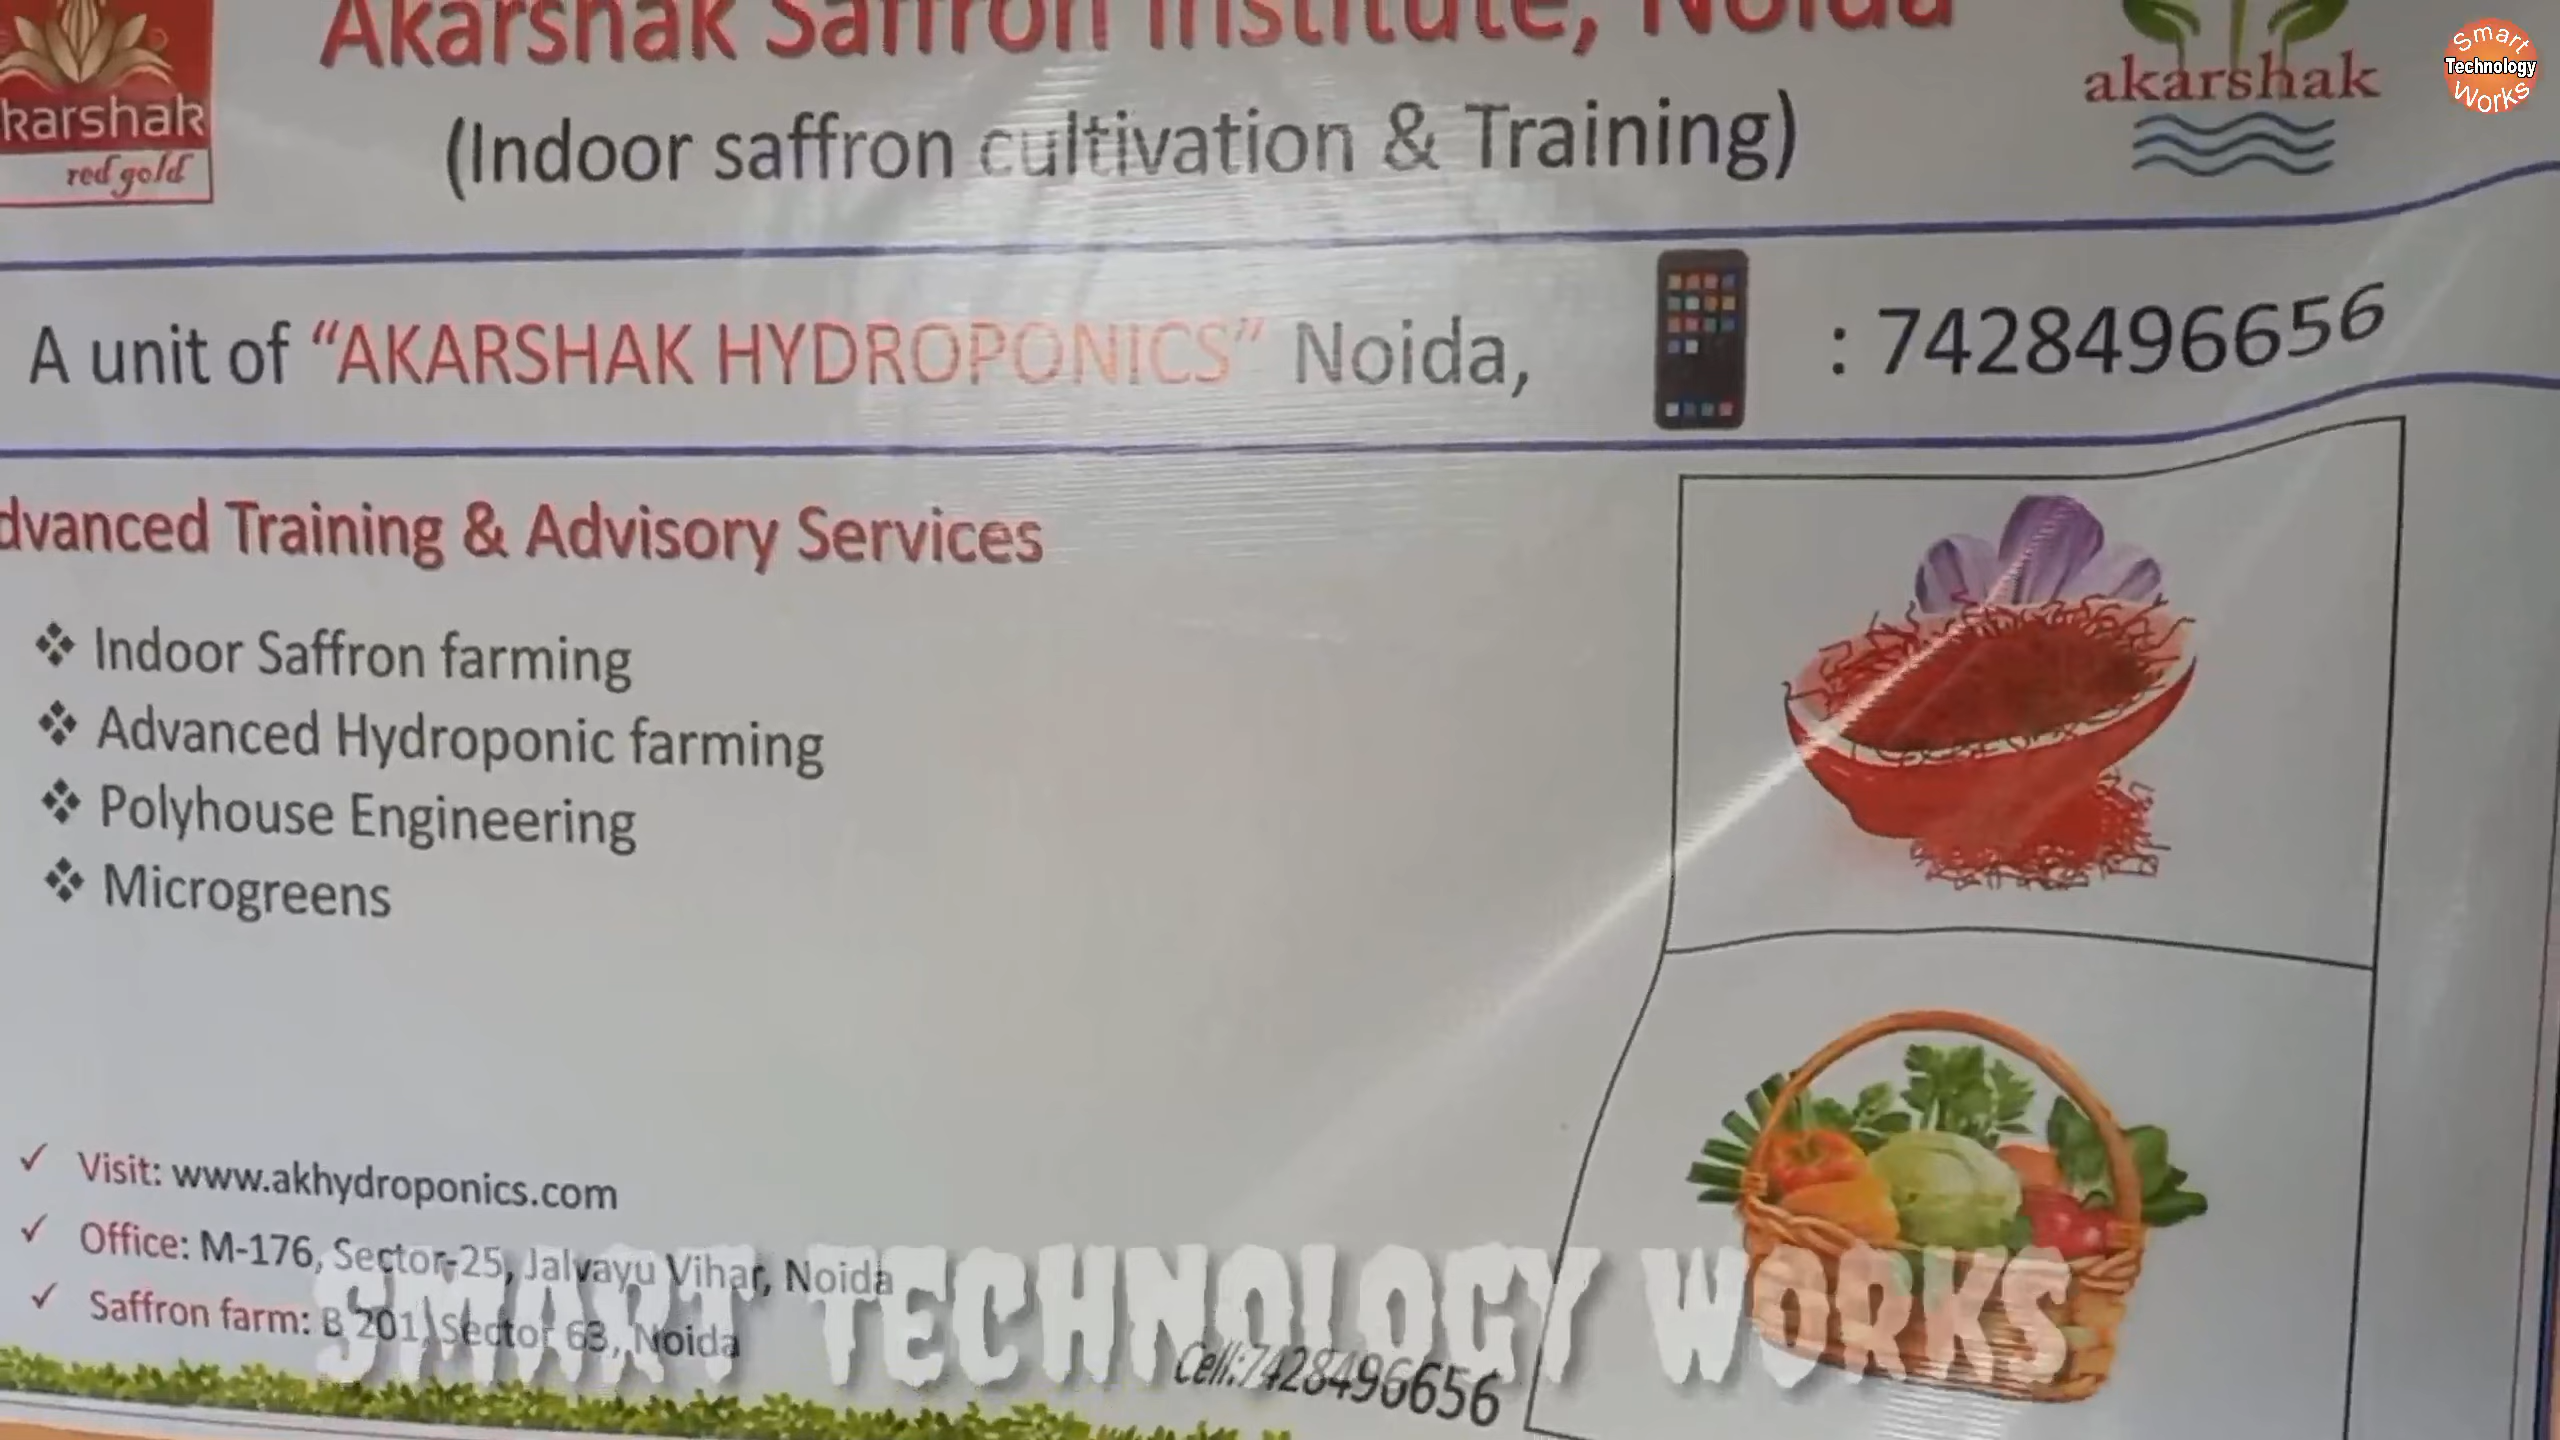 Akarshak Saffron Institute, Noida
karshak
red gold
(Indoor saffron cultivation & Training)
akarshak
Smart
Technology
Works
A unit of “AKARSHAK HYDROPONICS” Noida,
: 7428496656
dvanced Training & Advisory Services
❖ Indoor Saffron farming
❖ Advanced Hydroponic farming
❖ Polyhouse Engineering
❖ Microgreens
✓ Visit: www.akhydroponics.com
✓ Office: M-176, Sector-25, Jalvayu Vihar, Noida
✓ Saffron farm: B 201, Sector 63, Noida
Cell:7428496656
SMART TECHNOLOGY WORKS